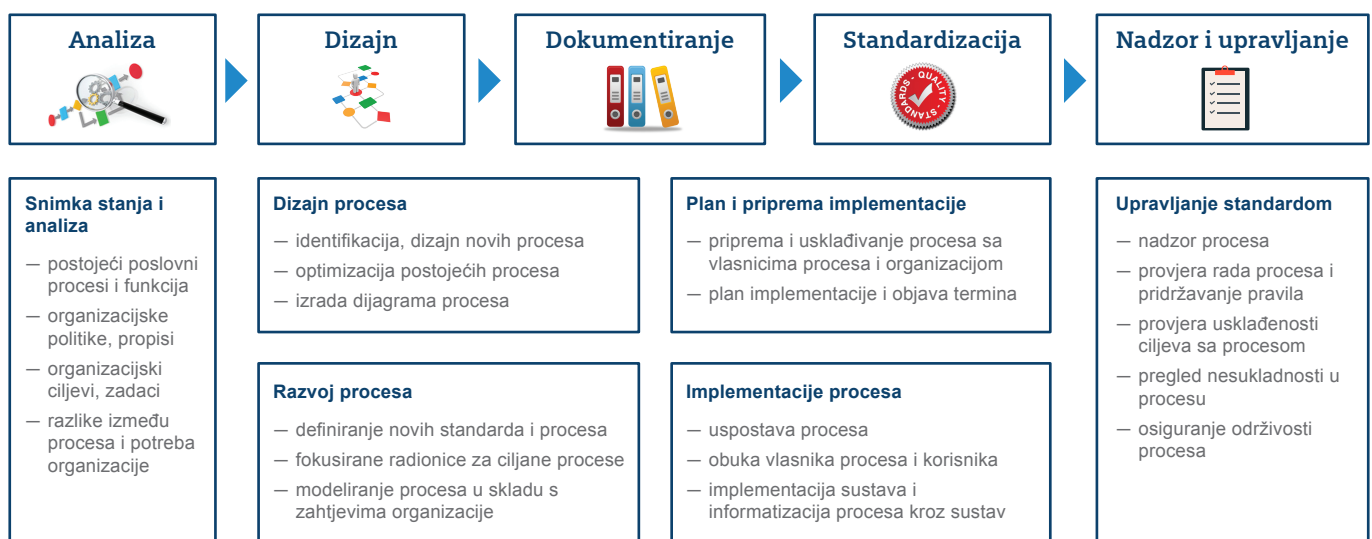 Analiza
Dizajn
Dokumentiranje
Standardizacija
Nadzor i upravljanje
STANDARDS - QUALITY -
Snimka stanja i
analiza
— postojeći poslovni
procesi i funkcija
— organizacijske
politike, propisi
— organizacijski
ciljevi, zadaci
— razlike između
procesa i potreba
organizacije
Dizajn procesa
— identifikacija, dizajn novih procesa
— optimizacija postojećih procesa
— izrada dijagrama procesa
Razvoj procesa
— definiranje novih standarda i procesa
— fokusirane radionice za ciljane procese
— modeliranje procesa u skladu s
zahtjevima organizacije
Plan i priprema implementacije
— priprema i usklađivanje procesa sa
vlasnicima procesa i organizacijom
— plan implementacije i objava termina
Implementacije procesa
— uspostava procesa
— obuka vlasnika procesa i korisnika
— implementacija sustava i
informatizacija procesa kroz sustav
Upravljanje standardom
— nadzor procesa
— provjera rada procesa i
pridržavanje pravila
— provjera usklađenosti
ciljeva sa procesom
— pregled nesukladnosti u
procesu
— osiguranje održivosti
procesa